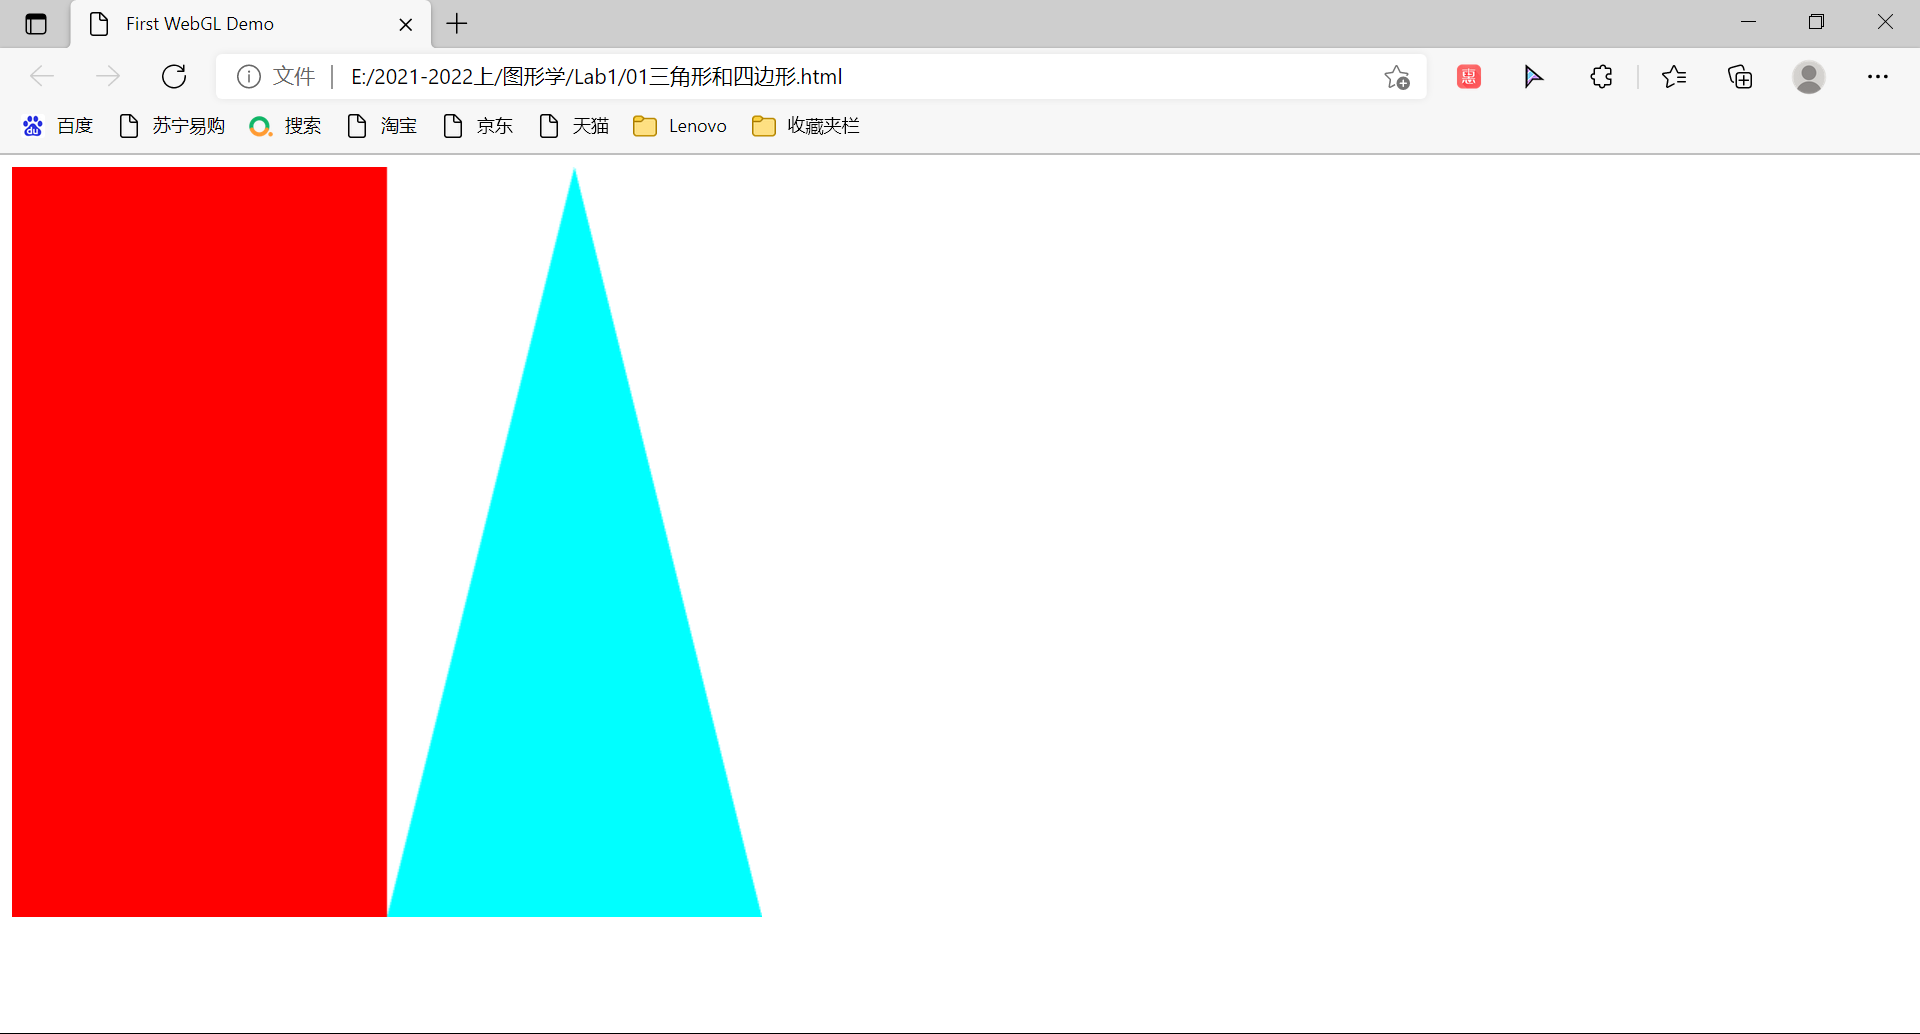 First WebGL Demo
文件 E:/2021-2022上/图形学/Lab1/01三角形和四边形.html 惠
du 百度 苏宁易购 搜索 淘宝 京东 天猫 Lenovo 收藏夹栏